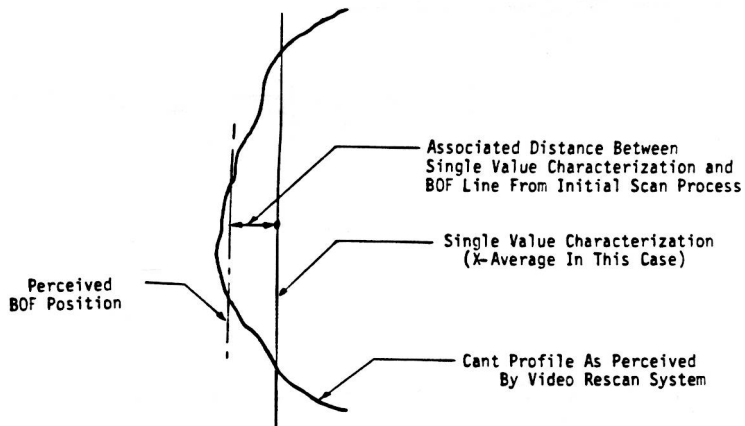 Associated Distance Between
Single Value Characterization and
BOF Line From Initial Scan Process
Single Value Characterization
(X-Average In This Case)
Perceived
BOF Position
Cant Profile As Perceived
By Video Rescan System